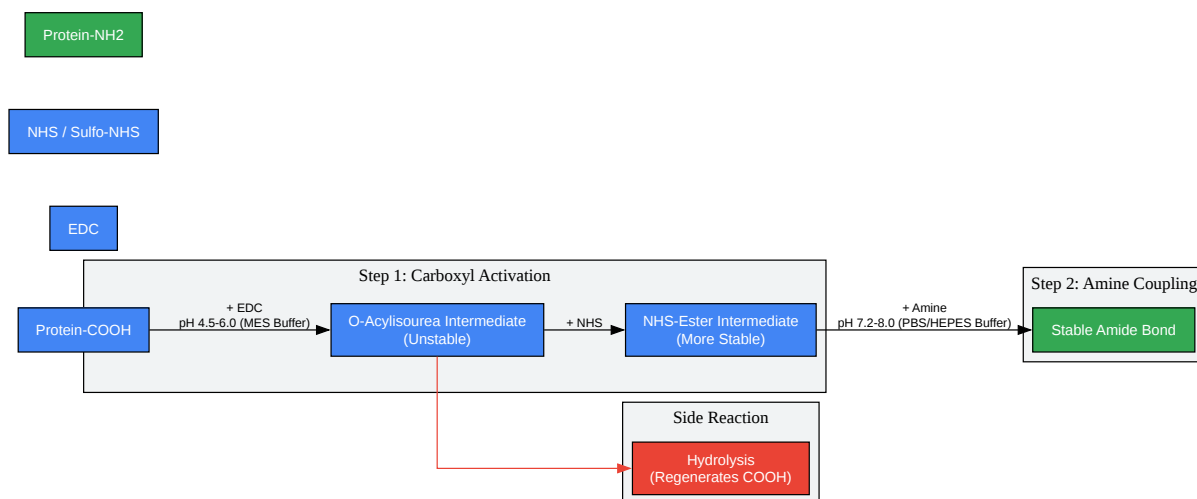 Protein-NH2
NHS / Sulfo-NHS
EDC
Step 1: Carboxyl Activation
Protein-COOH
+ EDC
pH 4.5-6.0 (MES Buffer)
O-Acylisourea Intermediate
(Unstable)
+ NHS
NHS-Ester Intermediate
(More Stable)
+ Amine
pH 7.2-8.0 (PBS/HEPES Buffer)
Step 2: Amine Coupling
Stable Amide Bond
Side Reaction
Hydrolysis
(Regenerates COOH)